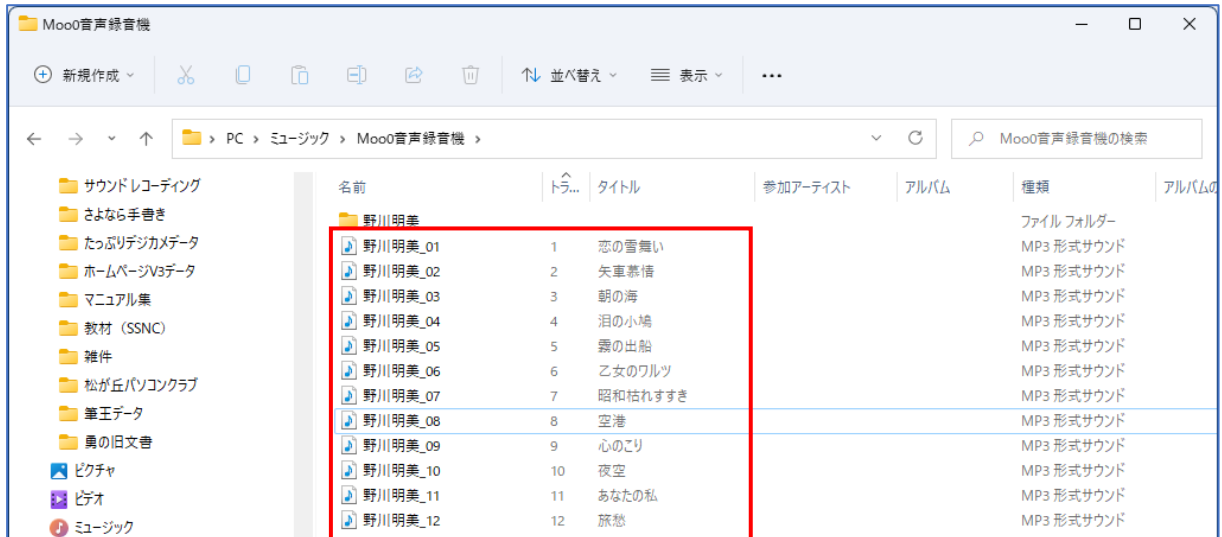 Moo0音声録音機
新規作成 並べ替え 表示 •••
PC > ミュージック > Moo0音声録音機 > Moo0音声録音機の検索
サウンド レコーディング
さよなら手書き
たっぷりデジカメデータ
ホームページV3データ
マニュアル集
教材（SSNC）
雑件
松が丘パソコンクラブ
筆王データ
勇の旧文書
ピクチャ
ビデオ
ミュージック
名前 トラ... タイトル 参加アーティスト アルバム 種類 アルバムの
野川明美 ファイル フォルダー
野川明美_01 1 恋の雪舞い MP3 形式サウンド
野川明美_02 2 矢車慕情 MP3 形式サウンド
野川明美_03 3 朝の海 MP3 形式サウンド
野川明美_04 4 泪の小鳩 MP3 形式サウンド
野川明美_05 5 霧の出船 MP3 形式サウンド
野川明美_06 6 乙女のワルツ MP3 形式サウンド
野川明美_07 7 昭和枯れすすき MP3 形式サウンド
野川明美_08 8 空港 MP3 形式サウンド
野川明美_09 9 心のこり MP3 形式サウンド
野川明美_10 10 夜空 MP3 形式サウンド
野川明美_11 11 あなたの私 MP3 形式サウンド
野川明美_12 12 旅愁 MP3 形式サウンド